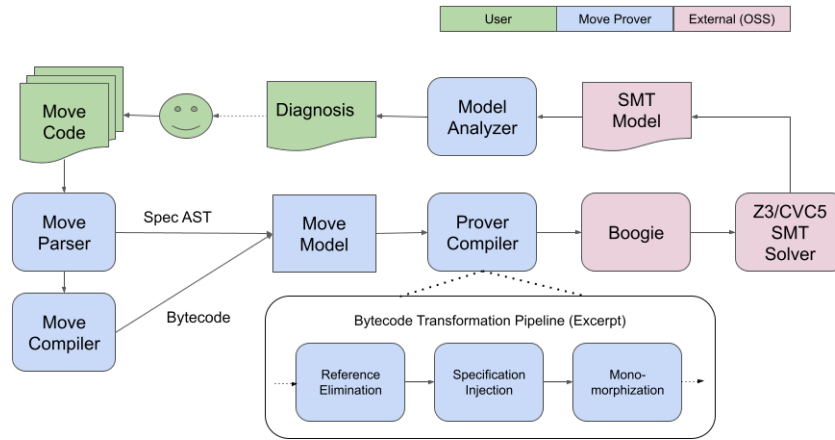 User
Move Prover
External (OSS)
Move
Code
Diagnosis
Model
Analyzer
SMT
Model
Move
Parser
Spec AST
Move
Model
Prover
Compiler
Boogie
Z3/CVC5
SMT
Solver
Move
Compiler
Bytecode
Bytecode Transformation Pipeline (Excerpt)
Reference
Elimination
Specification
Injection
Mono-
morphization